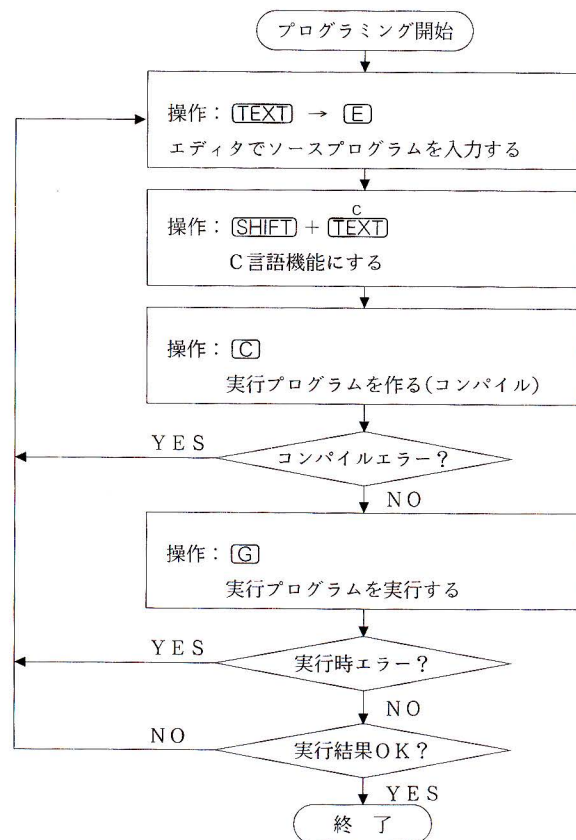 プログラミング開始
操作：TEXT → E
エディタでソースプログラムを入力する
C
操作：SHIFT + TEXT
C言語機能にする
操作：C
実行プログラムを作る(コンパイル)
YES
コンパイルエラー？
NO
操作：G
実行プログラムを実行する
YES
実行時エラー？
NO
NO
実行結果OK？
YES
終 了